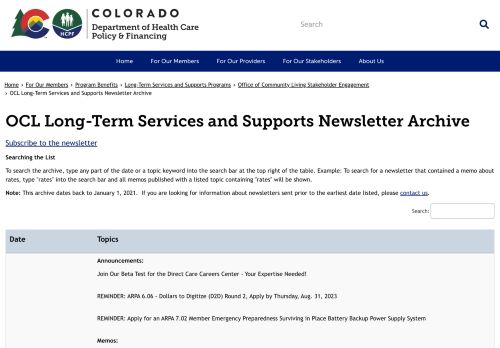 COLORADO
Department of Health Care
Policy & Financing
HCPF
Search
Home
For Our Members
For Our Providers
For Our Stakeholders
About Us
Home › For Our Members › Program Benefits › Long-Term Services and Supports Programs › Office of Community Living Stakeholder Engagement
› OCL Long-Term Services and Supports Newsletter Archive
OCL Long-Term Services and Supports Newsletter Archive
Subscribe to the newsletter
Searching the List
To search the archive, type any part of the date or a topic keyword into the search bar at the top right of the table. Example: To search for a newsletter that contained a memo about
rates, type "rates" into the search bar and all memos published with a listed topic containing "rates" will be shown.
Note: This archive dates back to January 1, 2021. If you are looking for information about newsletters sent prior to the earliest date listed, please contact us.
Search:
Date Topics
Announcements:
Join Our Beta Test for the Direct Care Careers Center - Your Expertise Needed!
REMINDER: ARPA 6.06 - Dollars to Digitize (D2D) Round 2, Apply by Thursday, Aug. 31, 2023
REMINDER: Apply for an ARPA 7.02 Member Emergency Preparedness Surviving in Place Battery Backup Power Supply System
Memos: